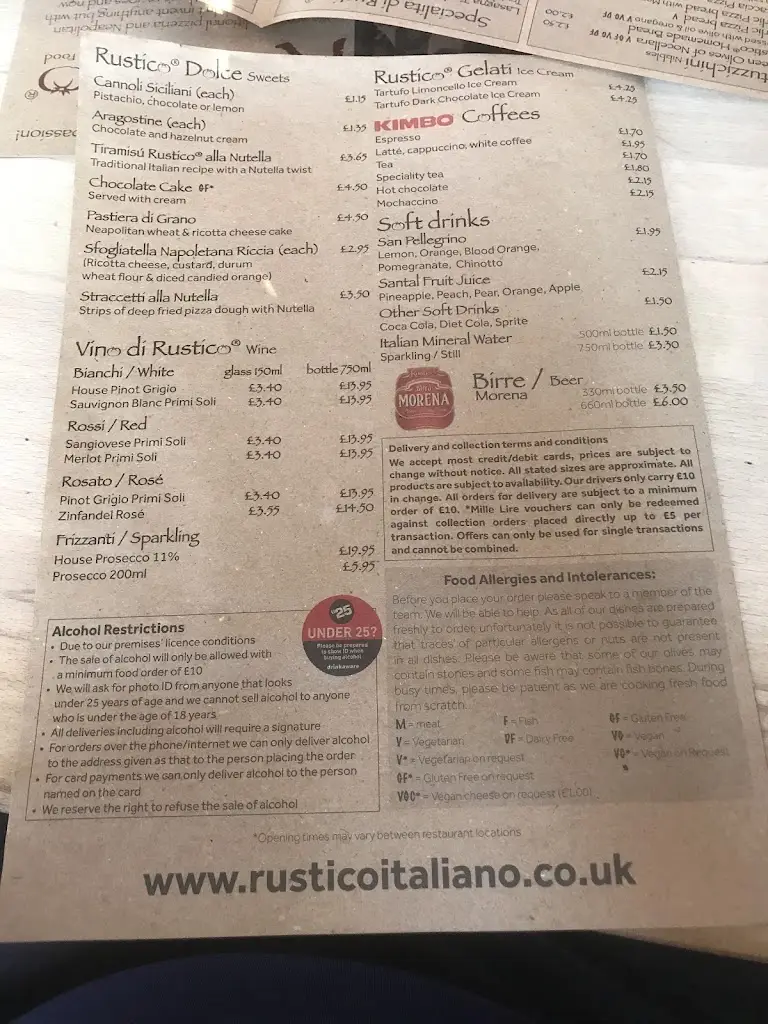 Specialita di Ru
£2.50
£2.00
tuzzichini Nibbles
een Olives of Nocellara
Rustico® Homemade Bread
Rustico® Dolce Sweets
Cannoli Siciliani (each) £1.15
Pistachio, chocolate or lemon
Aragostine (each) £1.35
Chocolate and hazelnut cream
Tiramisú Rustico® alla Nutella £3.65
Traditional Italian recipe with a Nutella twist
Chocolate Cake GF* £4.50
Served with cream
Pastiera di Grano £4.50
Neapolitan wheat & ricotta cheese cake
Sfogliatella Napoletana Riccia (each) £2.95
(Ricotta cheese, custard, durum
wheat flour & diced candied orange)
Straccetti alla Nutella £3.50
Strips of deep fried pizza dough with Nutella
Vino di Rustico® Wine
Bianchi / White glass 150ml bottle 750ml
House Pinot Grigio £3.40 £13.95
Sauvignon Blanc Primi Soli £3.40 £13.95
Rossi / Red
Sangiovese Primi Soli £3.40 £13.95
Merlot Primi Soli £3.40 £13.95
Rosato / Rosé
Pinot Grigio Primi Soli £3.40 £13.95
Zinfandel Rosé £3.55 £14.50
Frizzanti / Sparkling
House Prosecco 11% £19.95
Prosecco 200ml £5.95
Alcohol Restrictions
• Due to our premises' licence conditions
• The sale of alcohol will only be allowed with
a minimum food order of £10
• We will ask for photo ID from anyone that looks
under 25 years of age and we cannot sell alcohol to anyone
who is under the age of 18 years
• All deliveries including alcohol will require a signature
• For orders over the phone/internet we can only deliver alcohol
to the address given as that to the person placing the order
• For card payments we can only deliver alcohol to the person
named on the card
• We reserve the right to refuse the sale of alcohol
25
UNDER 25?
Please be prepared
to show ID when
buying alcohol
drinkaware
Rustico® Gelati Ice Cream
Tartufo Limoncello Ice Cream £4.25
Tartufo Dark Chocolate Ice Cream £4.25
KIMBO Coffees
Espresso £1.70
Latté, cappuccino, white coffee £1.95
Tea £1.70
Speciality tea £1.80
Hot chocolate £2.15
Mochaccino £2.15
Soft drinks
San Pellegrino £1.95
Lemon, Orange, Blood Orange,
Pomegranate, Chinotto
Santal Fruit Juice £2.15
Pineapple, Peach, Pear, Orange, Apple
Other Soft Drinks £1.50
Coca Cola, Diet Cola, Sprite
Italian Mineral Water 500ml bottle £1.50
Sparkling / Still 750ml bottle £3.30
MORENA
Birre / Beer
Morena 330ml bottle £3.50
660ml bottle £6.00
Delivery and collection terms and conditions
We accept most credit/debit cards, prices are subject to
change without notice. All stated sizes are approximate. All
products are subject to availability. Our drivers only carry £10
in change. All orders for delivery are subject to a minimum
order of £10. *Mille Lire vouchers can only be redeemed
against collection orders placed directly up to £5 per
transaction. Offers can only be used for single transactions
and cannot be combined.
Food Allergies and Intolerances:
Before you place your order please speak to a member of the
team. We will be able to help. As all of our dishes are prepared
freshly to order, unfortunately it is not possible to guarantee
that traces of particular allergens or nuts are not present
in all dishes. Please be aware that some of our olives may
contain stones and some fish may contain fish bones. During
busy times, please be patient as we are cooking fresh food
from scratch.
M = meat F = Fish GF = Gluten Free
V = Vegetarian DF = Dairy Free VG = Vegan
V* = Vegetarian on request VG* = Vegan on Request
GF* = Gluten Free on request
VGC* = Vegan cheese on request (£1.00)
*Opening times may vary between restaurant locations
www.rusticoitaliano.co.uk